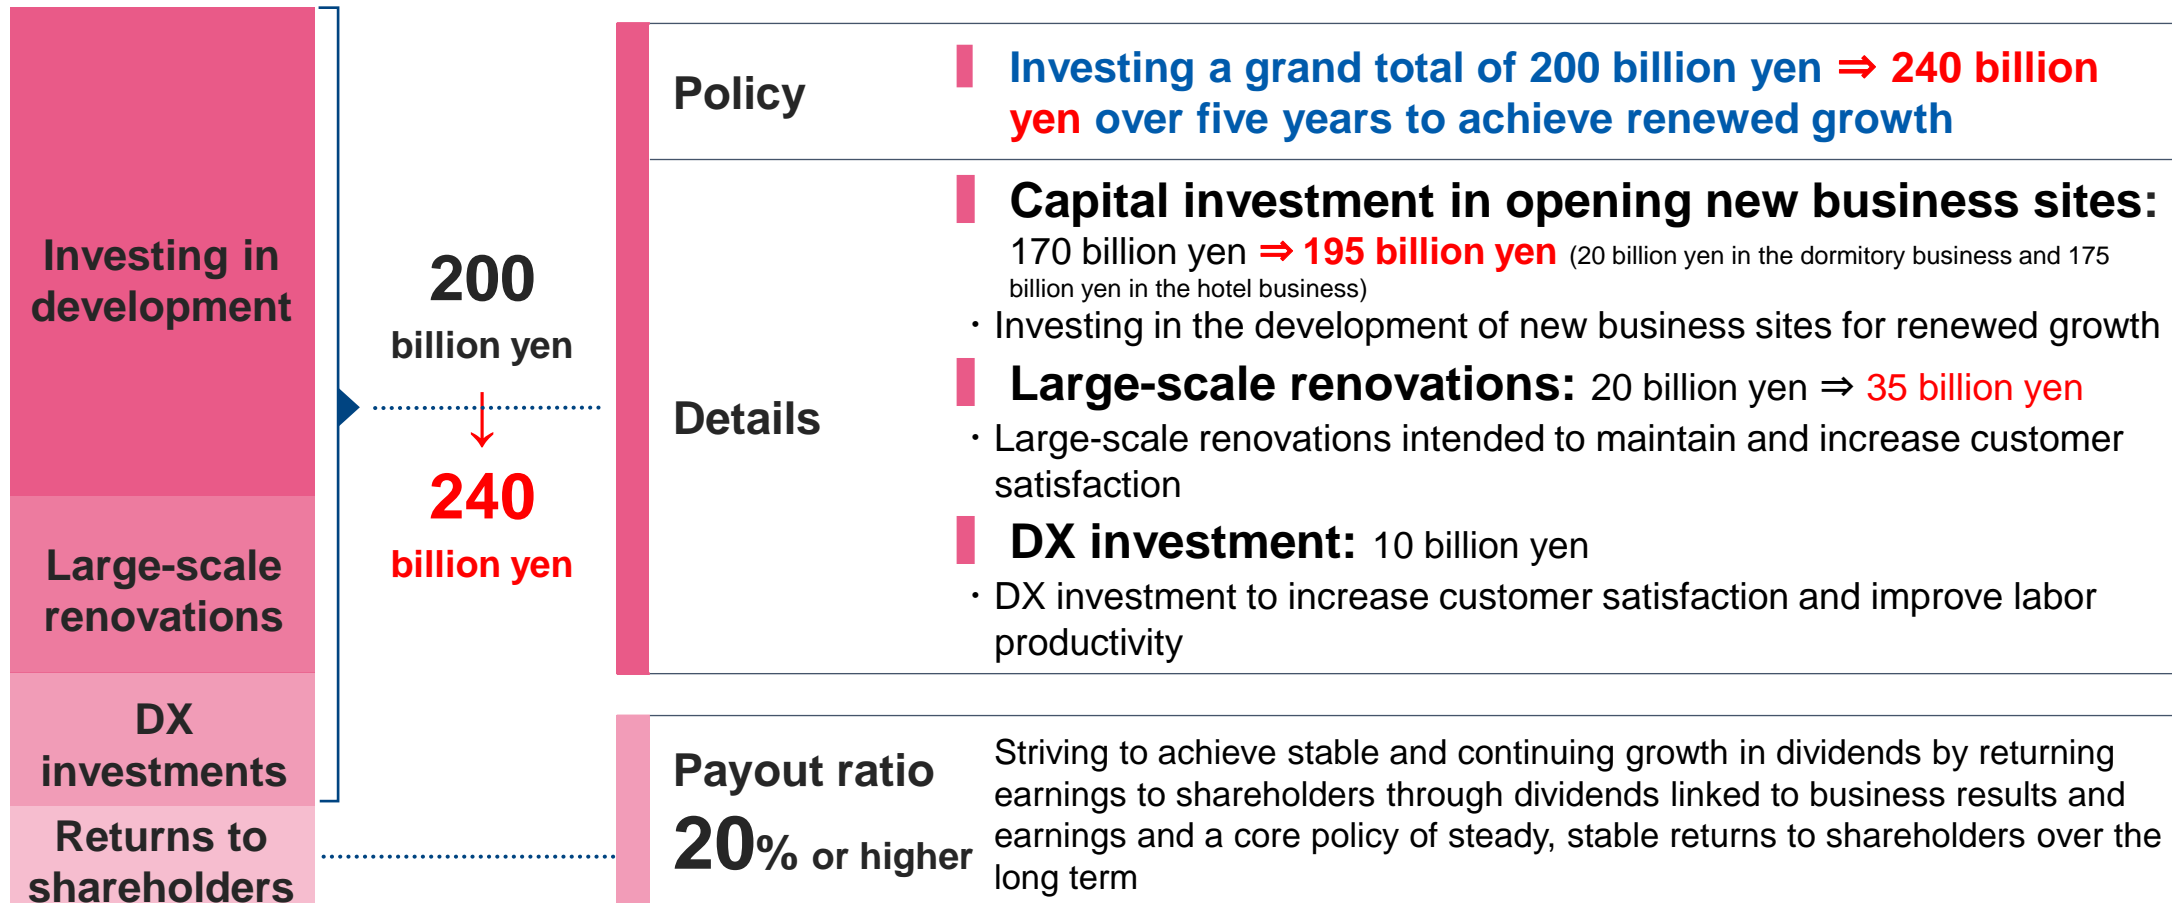 Investing in
development
Large-scale
renovations
DX
investments
Returns to
shareholders
200
billion yen
↓
240
billion yen
Policy
Investing a grand total of 200 billion yen ⇒ 240 billion
yen over five years to achieve renewed growth
Details
Capital investment in opening new business sites:
170 billion yen ⇒ 195 billion yen (20 billion yen in the dormitory business and 175
billion yen in the hotel business)
・Investing in the development of new business sites for renewed growth
Large-scale renovations: 20 billion yen ⇒ 35 billion yen
・Large-scale renovations intended to maintain and increase customer
satisfaction
DX investment: 10 billion yen
・DX investment to increase customer satisfaction and improve labor
productivity
Payout ratio
20% or higher
Striving to achieve stable and continuing growth in dividends by returning
earnings to shareholders through dividends linked to business results and
earnings and a core policy of steady, stable returns to shareholders over the
long term